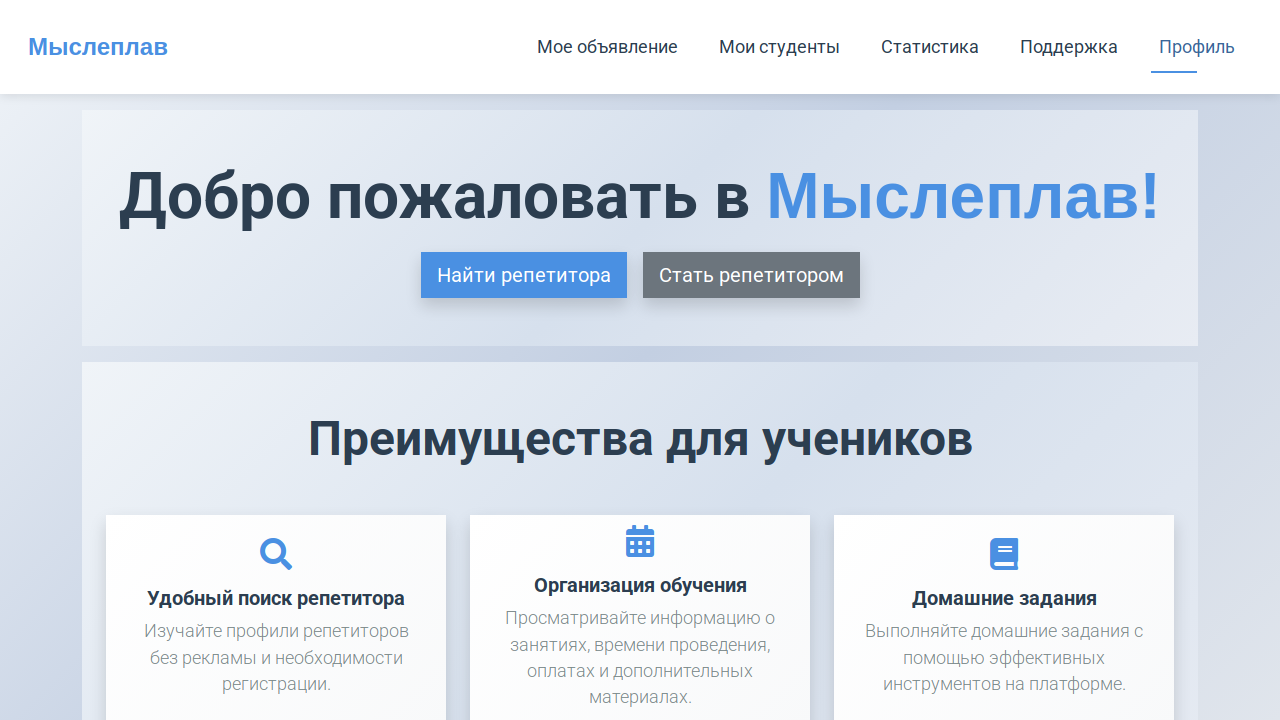 Мыслеплав
Мое объявление
Мои студенты
Статистика
Поддержка
Профиль
Добро пожаловать в Мыслеплав!
Найти репетитора
Стать репетитором
Преимущества для учеников
Удобный поиск репетитора
Изучайте профили репетиторов
без рекламы и необходимости
регистрации.
Организация обучения
Просматривайте информацию о
занятиях, времени проведения,
оплатах и дополнительных
материалах.
Домашние задания
Выполняйте домашние задания с
помощью эффективных
инструментов на платформе.